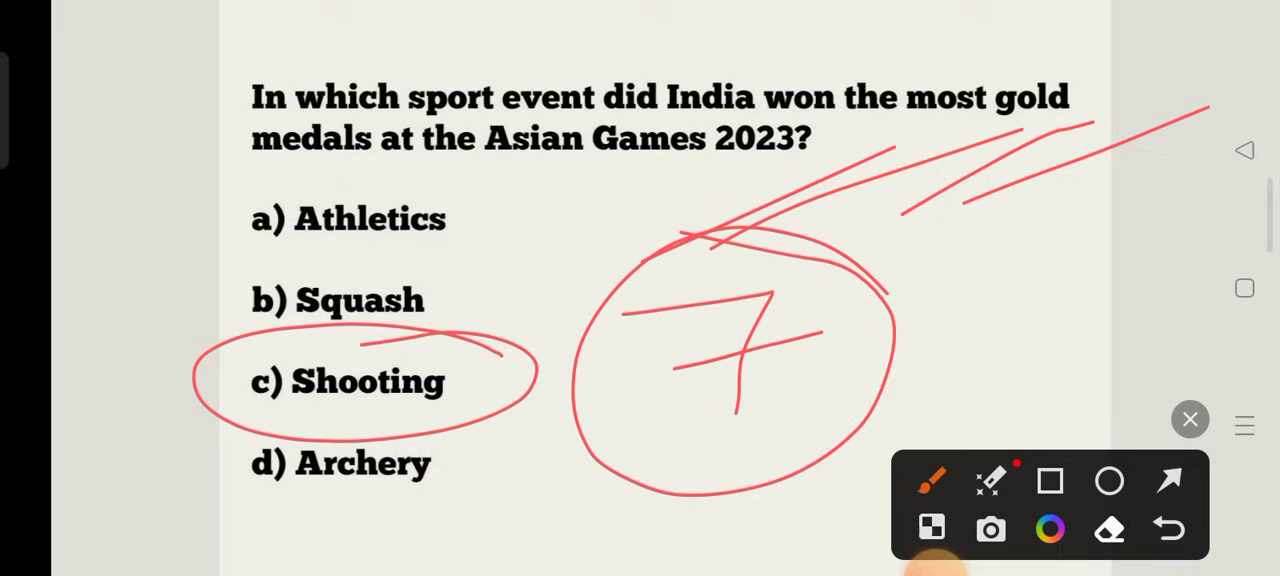 In which sport event did India won the most gold
medals at the Asian Games 2023?
a) Athletics
b) Squash
7
c) Shooting
d) Archery